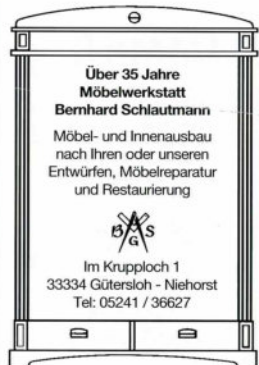 Über 35 Jahre
Möbelwerkstatt
Bernhard Schlautmann
Möbel- und Innenausbau
nach Ihren oder unseren
Entwürfen, Möbelreparatur
und Restaurierung
B S
G
Im Krupploch 1
33334 Gütersloh - Niehorst
Tel: 05241 / 36627